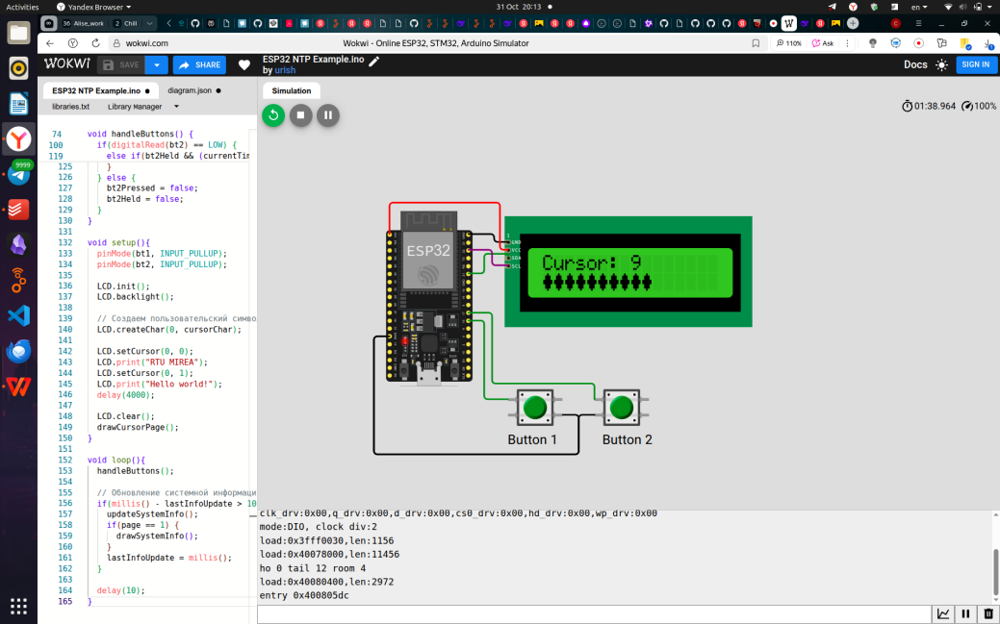 Activities
Yandex Browser
31 Oct 20:13
en
36 Alise_work
2 Chill
wokwi.com
Wokwi - Online ESP32, STM32, Arduino Simulator
110%
Ask
WOKWi
SAVE
SHARE
ESP32 NTP Example.ino
by urish
Docs
SIGN IN
9999
ESP32 NTP Example.ino
diagram.json
libraries.txt
Library Manager
74 void handleButtons() {
100 if(digitalRead(bt2) == LOW) {
119 else if(bt2Held && (currentTim
125 }
126 } else {
127 bt2Pressed = false;
128 bt2Held = false;
129 }
130 }
131
132 void setup(){
133 pinMode(bt1, INPUT_PULLUP);
134 pinMode(bt2, INPUT_PULLUP);
135
136 LCD.init();
137 LCD.backlight();
138
139 // Создаем пользовательский симво
140 LCD.createChar(0, cursorChar);
141
142 LCD.setCursor(0, 0);
143 LCD.print("RTU MIREA");
144 LCD.setCursor(0, 1);
145 LCD.print("Hello world!");
146 delay(4000);
147
148 LCD.clear();
149 drawCursorPage();
150 }
151
152 void loop(){
153 handleButtons();
154
155 // Обновление системной информаци
156 if(millis() - lastInfoUpdate > 10
157 updateSystemInfo();
158 if(page == 1) {
159 drawSystemInfo();
160 }
161 lastInfoUpdate = millis();
162 }
163
164 delay(10);
165 }
Simulation
01:38.964
100%
ESP32
1
GND
VCC
SDA
SCL
Cursor: 9
Button 1
Button 2
clk_drv:0x00,q_drv:0x00,d_drv:0x00,cs0_drv:0x00,hd_drv:0x00,wp_drv:0x00
mode:DIO, clock div:2
load:0x3fff0030,len:1156
load:0x40078000,len:11456
ho 0 tail 12 room 4
load:0x40080400,len:2972
entry 0x400805dc